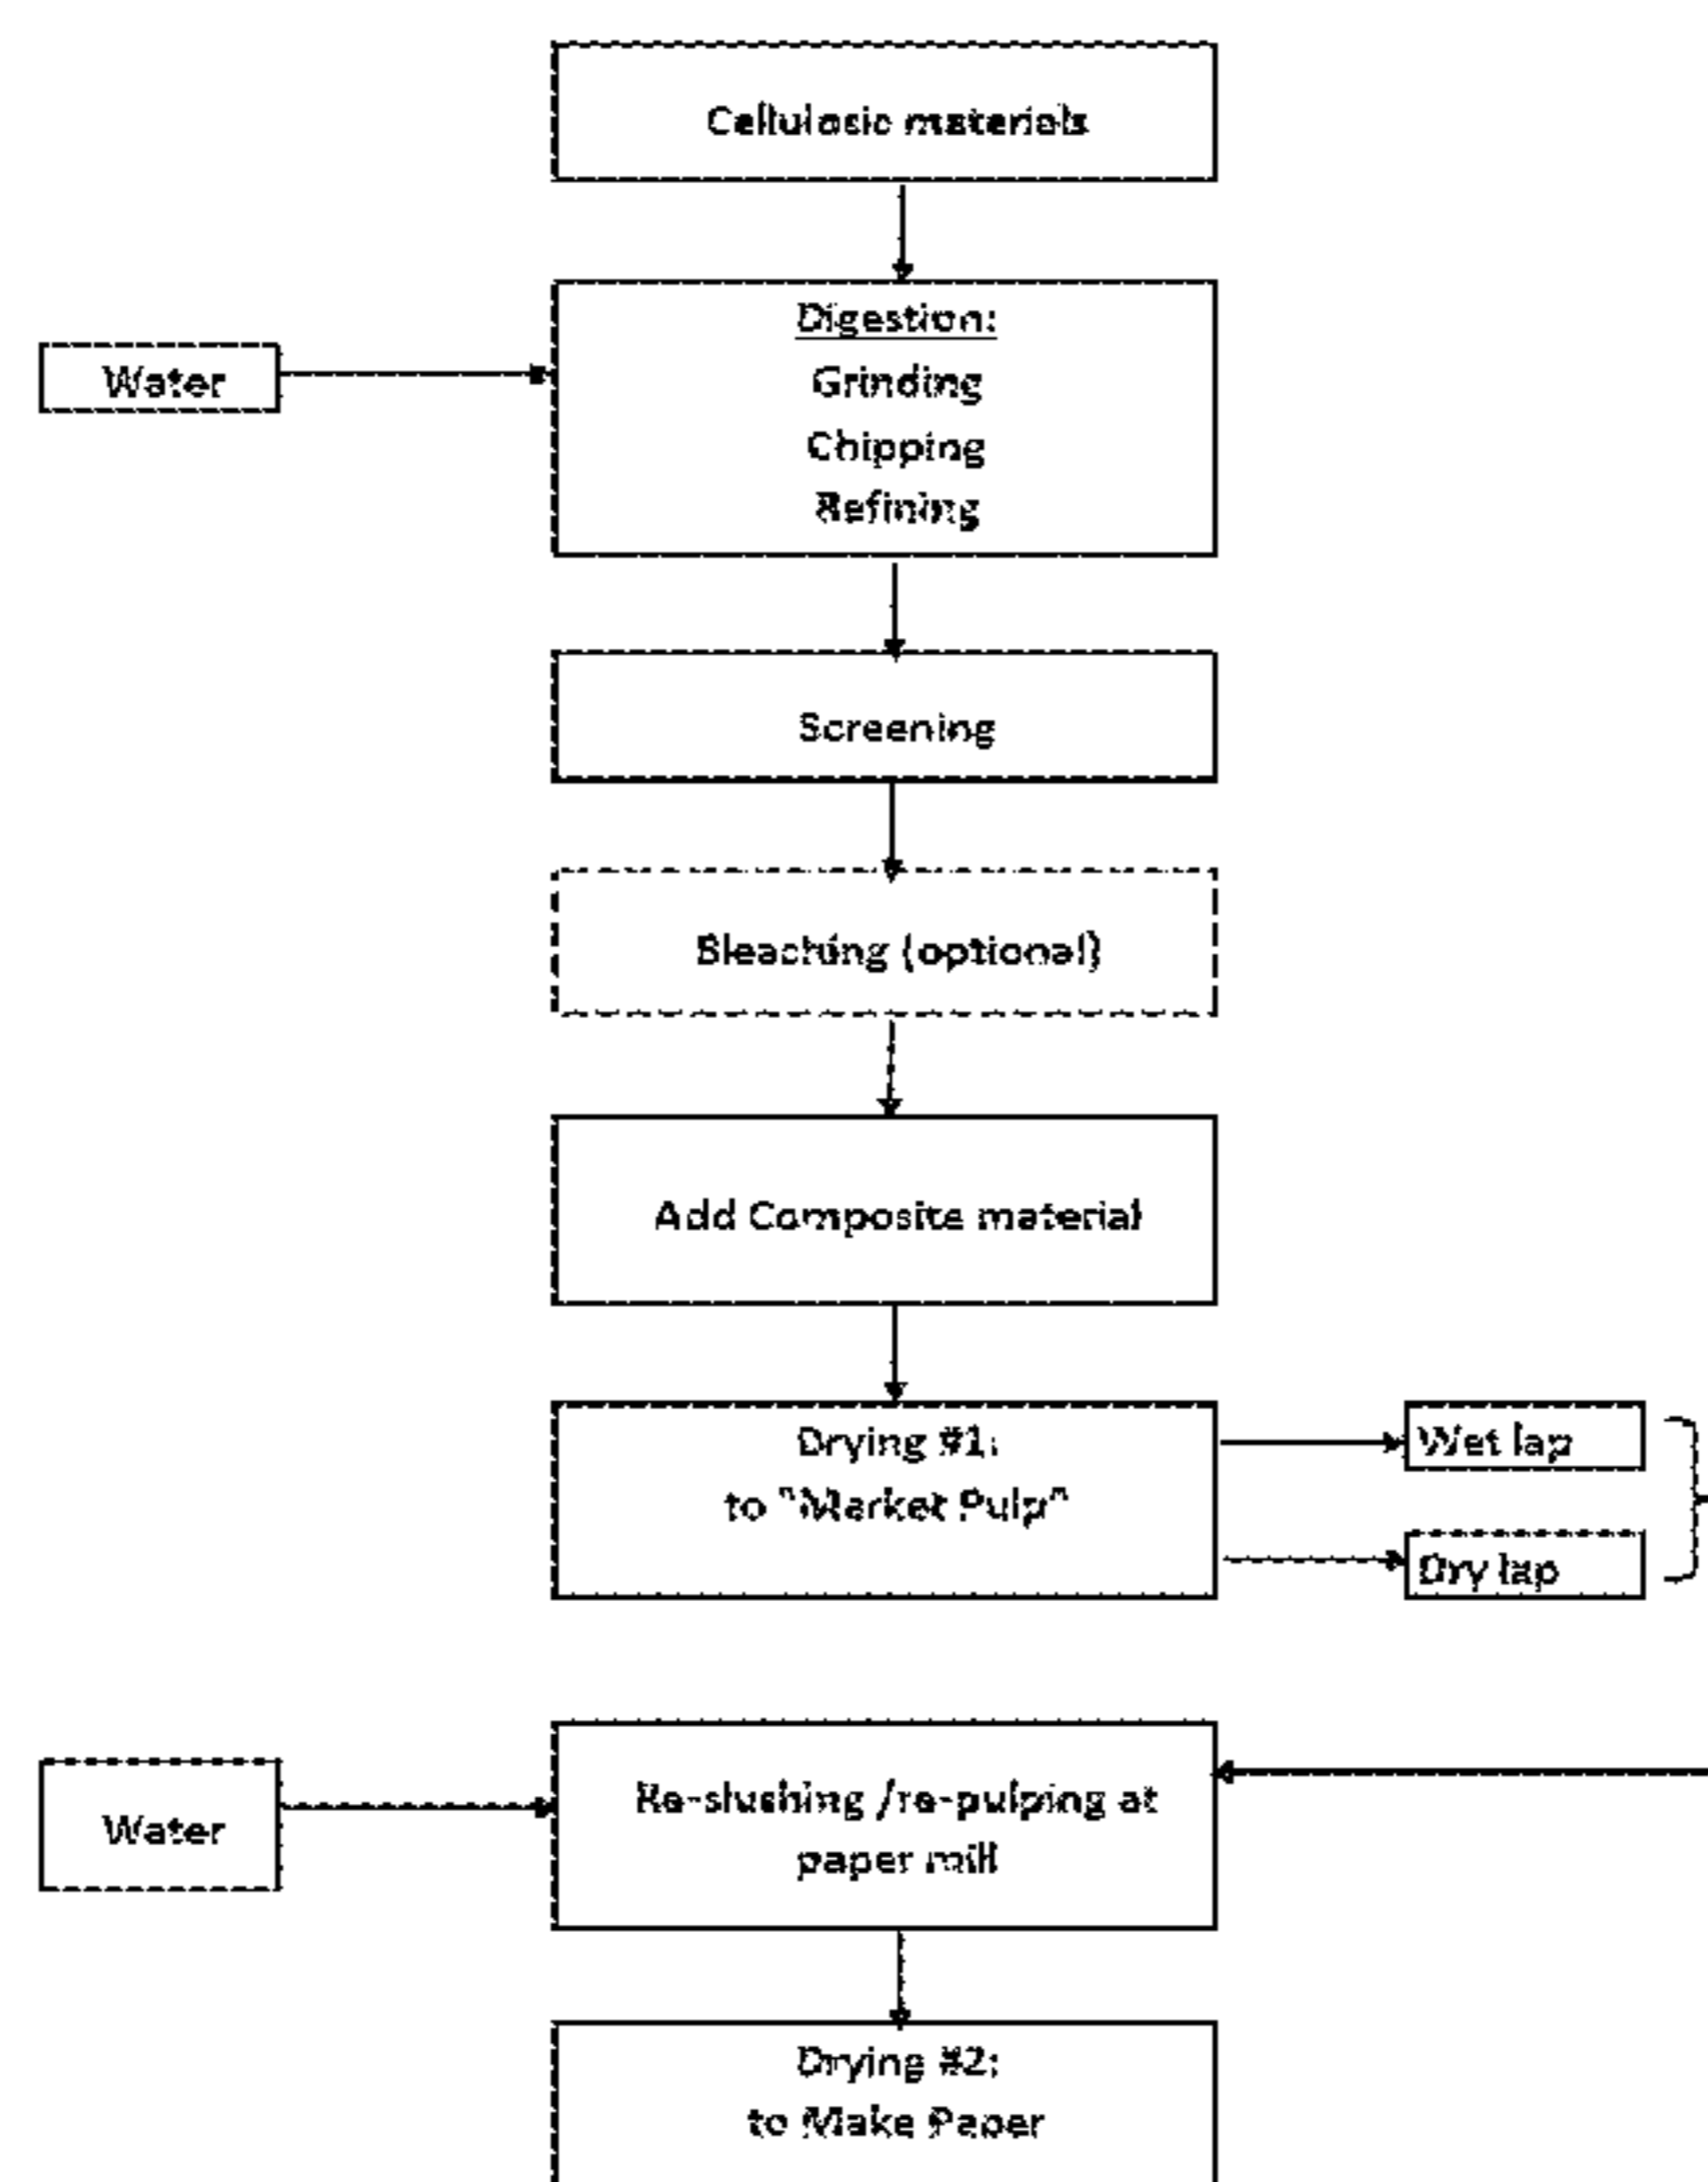 Cellulosic materials
Water
Digestion:
Grinding
Chipping
Refining
Screening
Bleaching (optional)
Add Composite material
Drying #1:
to "Market Pulp"
Wet lap
Dry lap
Water
Re-slushing /re-pulping at
paper mill
Drying #2:
to Make Paper